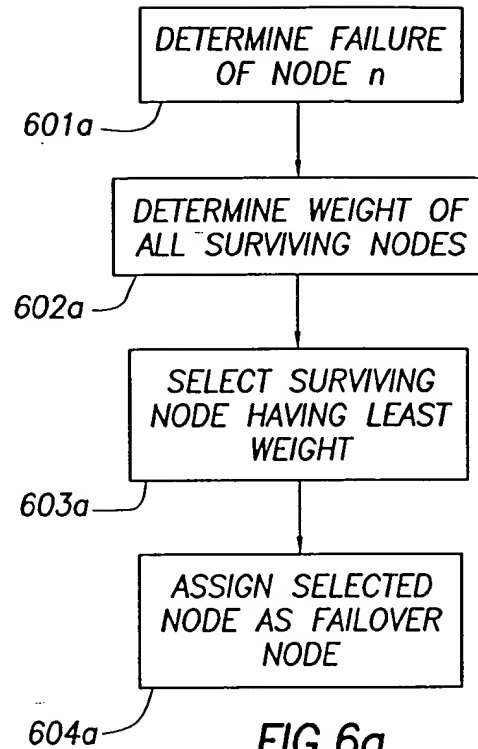 DETERMINE FAILURE
OF NODE n
601a
DETERMINE WEIGHT OF
ALL SURVIVING NODES
602a
SELECT SURVIVING
NODE HAVING LEAST
WEIGHT
603a
ASSIGN SELECTED
NODE AS FAILOVER
NODE
604a
FIG.6a